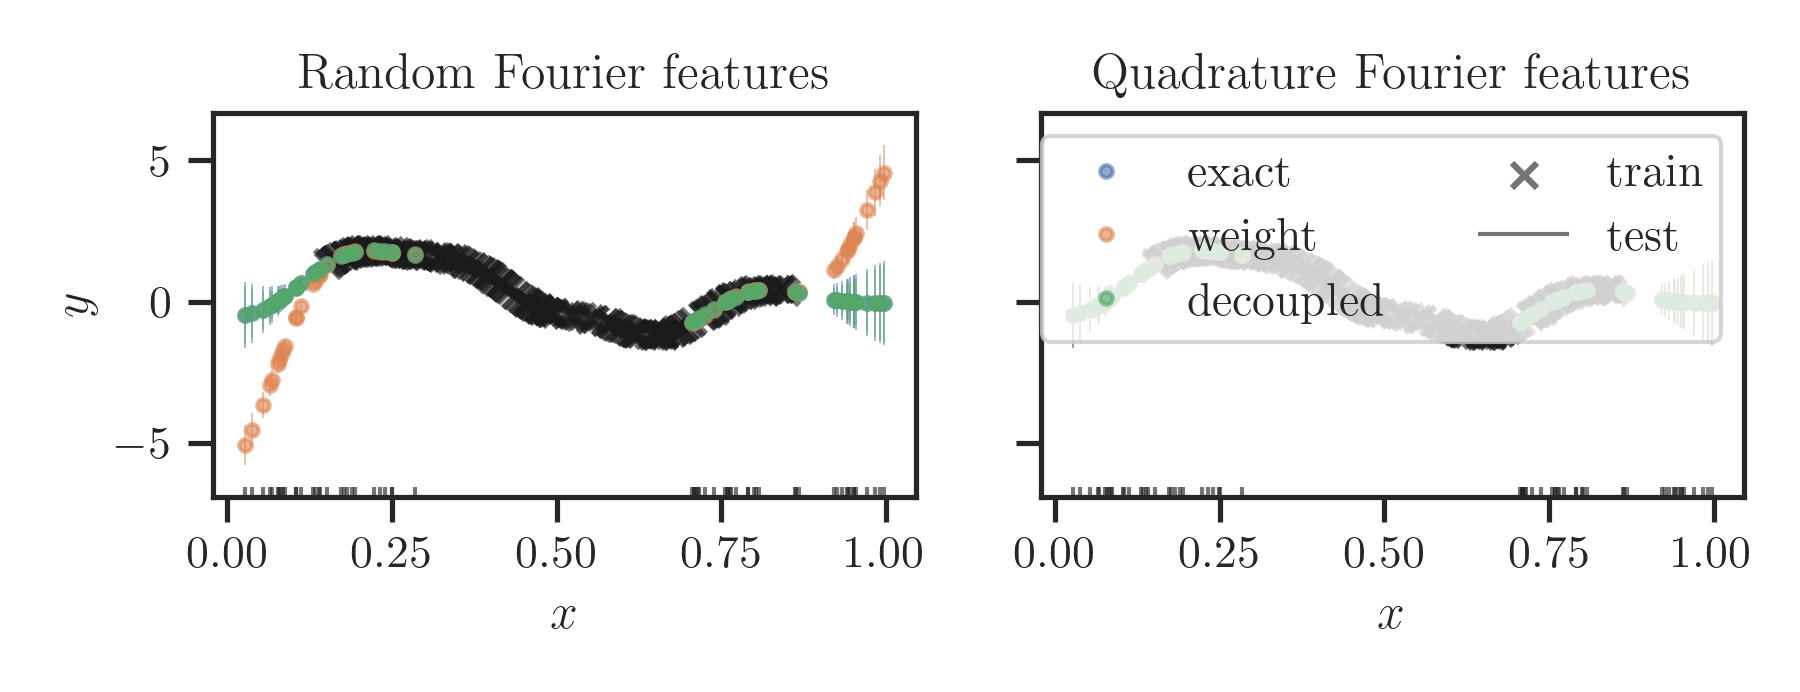 Random Fourier features
Quadrature Fourier features
y
5
0
−5
0.00 0.25 0.50 0.75 1.00
x
exact
weight
decoupled
train
test
0.00 0.25 0.50 0.75 1.00
x